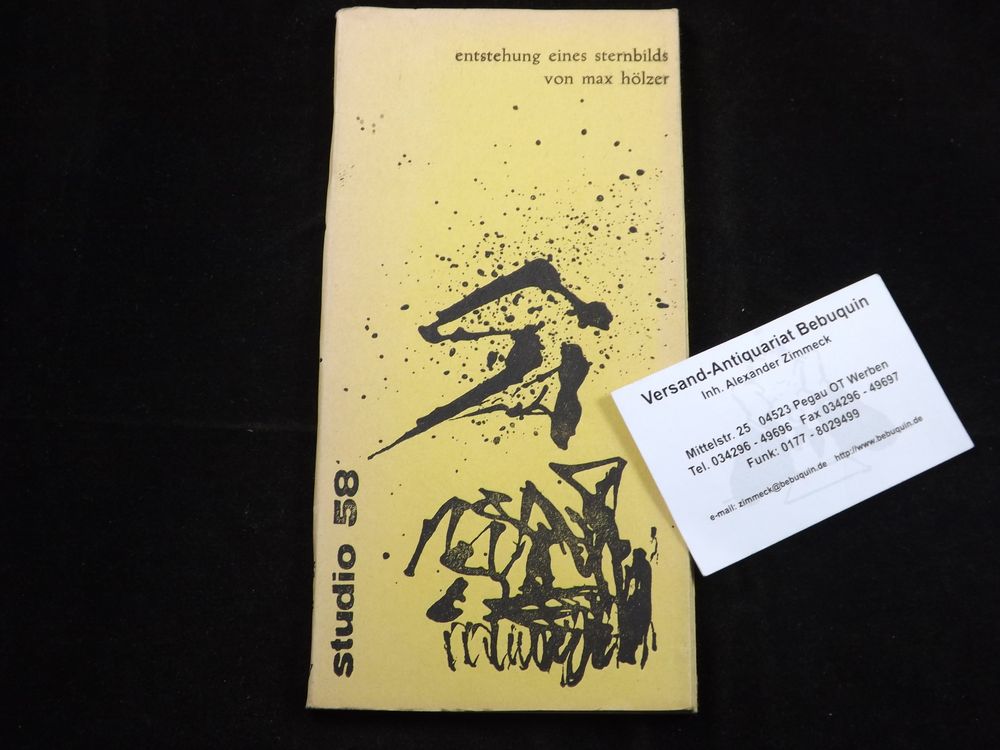 entstehung eines sternbilds
von max hölzer
studio 58
Versand-Antiquariat Bebuquin
Inh. Alexander Zimmeck
Mittelstr. 25 04523 Pegau OT Werben
Tel. 034296 - 49696 Fax 034296 - 49697
Funk: 0177 - 8029499
e-mail: zimmeck@bebuquin.de http://www.bebuquin.de